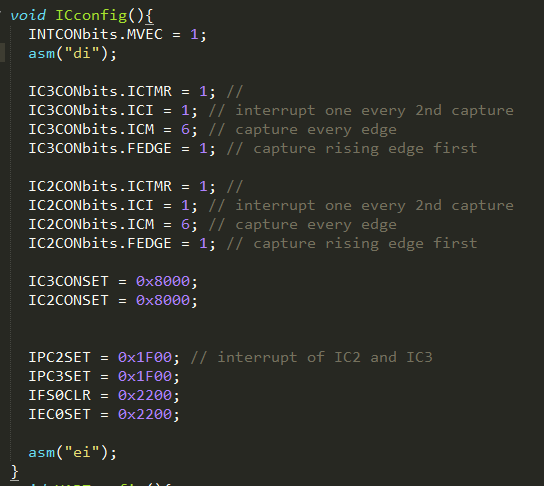 void ICconfig(){
INTCONbits.MVEC = 1;
asm("di");
IC3CONbits.ICTMR = 1; //
IC3CONbits.ICI = 1; // interrupt one every 2nd capture
IC3CONbits.ICM = 6; // capture every edge
IC3CONbits.FEDGE = 1; // capture rising edge first
IC2CONbits.ICTMR = 1; //
IC2CONbits.ICI = 1; // interrupt one every 2nd capture
IC2CONbits.ICM = 6; // capture every edge
IC2CONbits.FEDGE = 1; // capture rising edge first
IC3CONSET = 0x8000;
IC2CONSET = 0x8000;
IPC2SET = 0x1F00; // interrupt of IC2 and IC3
IPC3SET = 0x1F00;
IFS0CLR = 0x2200;
IEC0SET = 0x2200;
asm("ei");
}